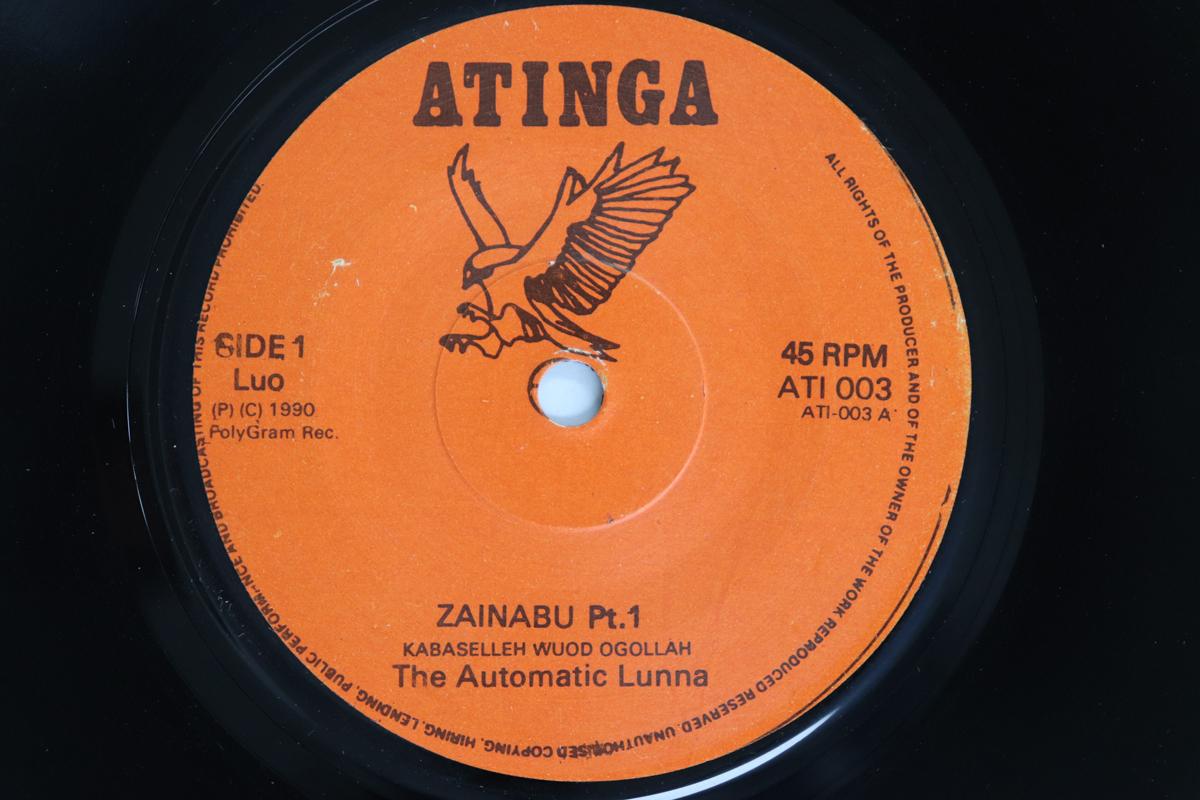 ATINGA
SIDE 1
Luo
(P) (C) 1990
PolyGram Rec.
45 RPM
ATI 003
ATI-003 A
ZAINABU Pt.1
KABASELLEH WUOD OGOLLAH
The Automatic Lunna
ALL RIGHTS OF THE PRODUCER AND OF THE OWNER OF THE WORK REPRODUCED RESERVED. UNAUTHORISED COPYING, HIRING, LENDING, PUBLIC PERFORMANCE AND BROADCASTING OF THIS RECORD PROHIBITED.